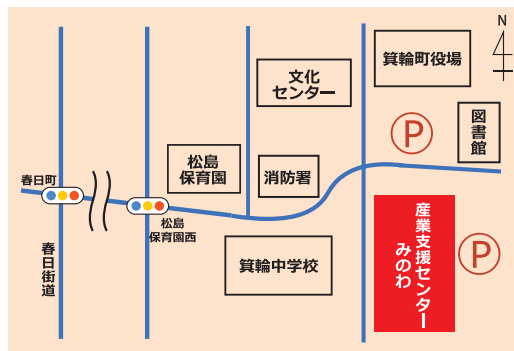 N
箕輪町役場
文化
センター
図書館
P
松島
保育園
消防署
春日町
産業支援センター
みのわ
松島
保育園西
箕輪中学校
P
春日街道